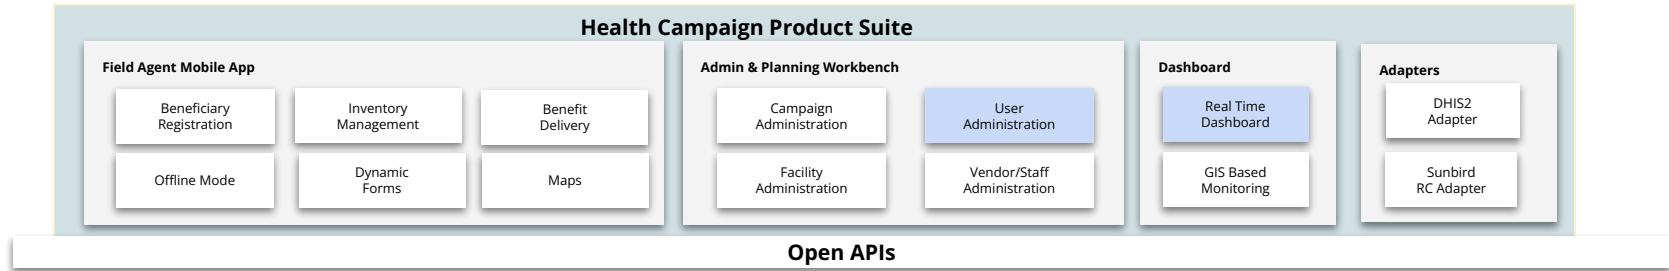 Health Campaign Product Suite
Field Agent Mobile App
Beneficiary
Registration
Inventory
Management
Benefit
Delivery
Offline Mode
Dynamic
Forms
Maps
Admin & Planning Workbench
Campaign
Administration
User
Administration
Facility
Administration
Vendor/Staff
Administration
Dashboard
Real Time
Dashboard
GIS Based
Monitoring
Adapters
DHIS2
Adapter
Sunbird
RC Adapter
Open APIs